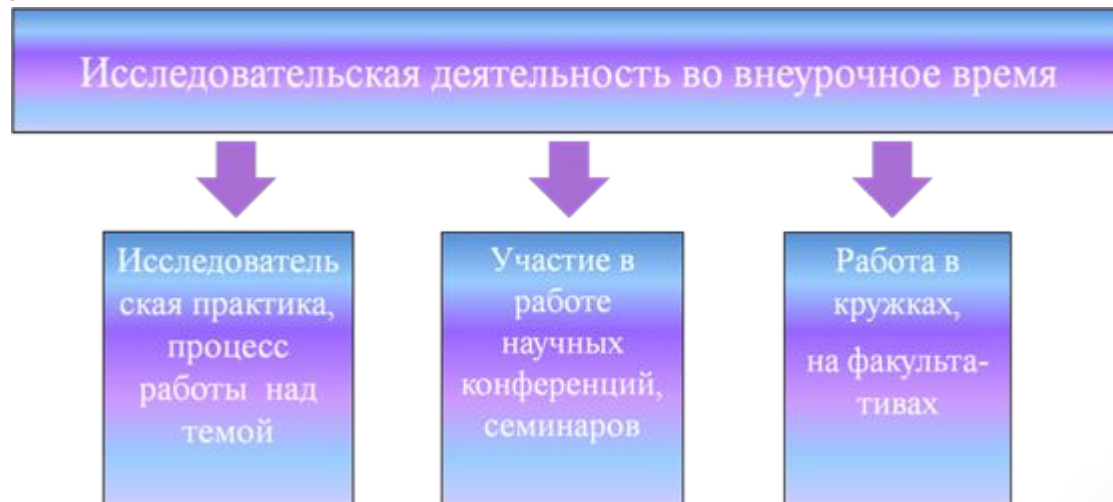 Исследовательская деятельность во внеурочное время
Исследователь
ская практика,
процесс
работы над
темой
Участие в
работе
научных
конференций,
семинаров
Работа в
кружках,
на факульта-
тивах